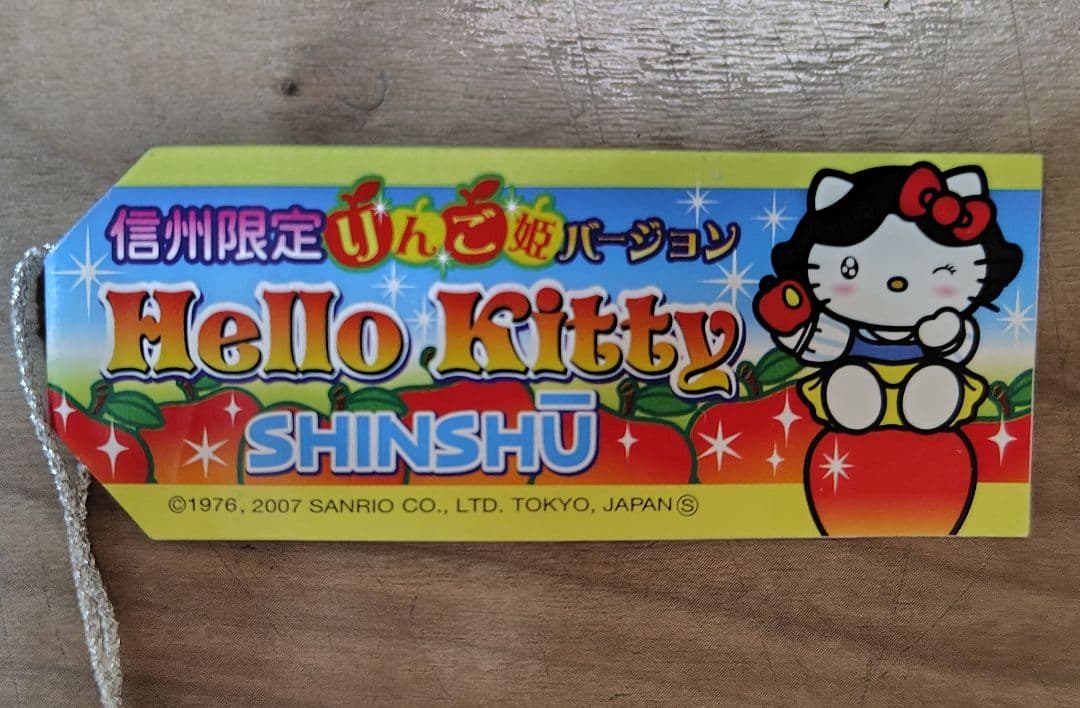 信州限定りんご姫バージョン
Hello Kitty
SHINSHŪ
©1976, 2007 SANRIO CO., LTD. TOKYO, JAPAN Ⓢ